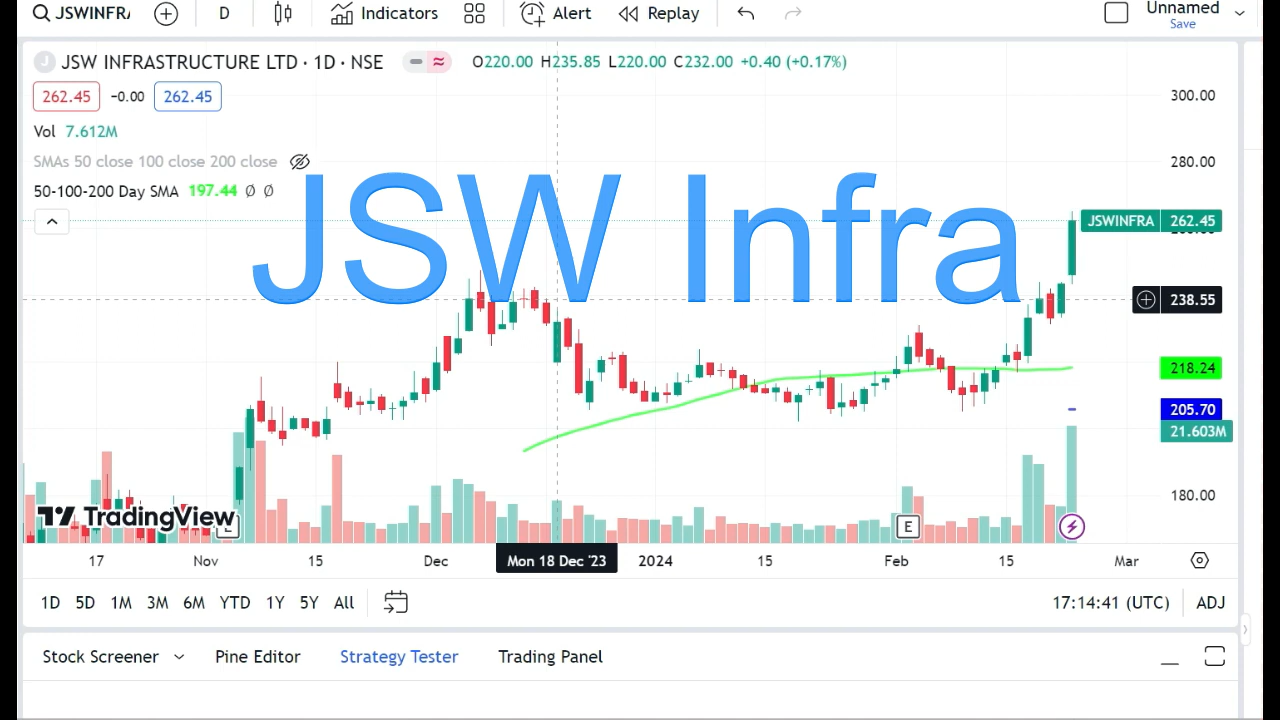 JSWINFRA
D
Indicators
Alert
Replay
Unnamed
Save
J JSW INFRASTRUCTURE LTD · 1D · NSE
O220.00 H235.85 L220.00 C232.00 +0.40 (+0.17%)
262.45 -0.00 262.45
Vol 7.612M
SMAs 50 close 100 close 200 close
50-100-200 Day SMA 197.44 Ø Ø
JSW Infra
300.00
280.00
JSWINFRA 262.45
238.55
218.24
205.70
21.603M
180.00
TradingView
E
E
17 Nov 15 Dec Mon 18 Dec '23 2024 15 Feb 15 Mar
1D 5D 1M 3M 6M YTD 1Y 5Y All
17:14:41 (UTC) ADJ
Stock Screener Pine Editor Strategy Tester Trading Panel